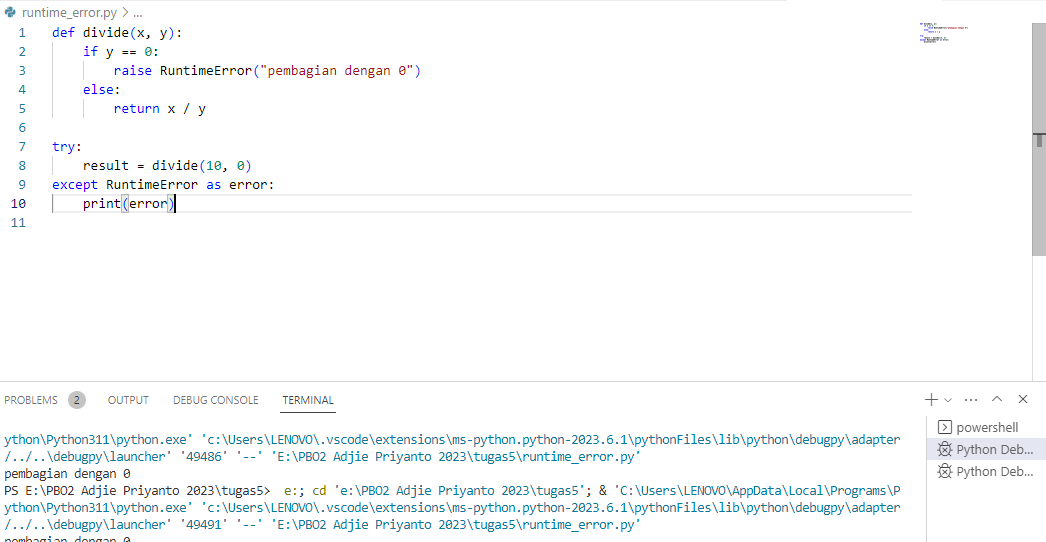 runtime_error.py > ...
1 def divide(x, y):
2 if y == 0:
3 raise RuntimeError("pembagian dengan 0")
4 else:
5 return x / y
6
7 try:
8 result = divide(10, 0)
9 except RuntimeError as error:
10 print(error)
11
PROBLEMS 2 OUTPUT DEBUG CONSOLE TERMINAL
powershell
Python Deb...
Python Deb...
ython\Python311\python.exe' 'c:\Users\LENOVO\.vscode\extensions\ms-python.python-2023.6.1\pythonFiles\lib\python\debugpy\adapter
/../..\debugpy\launcher' '49486' '--' 'E:\PBO2 Adjie Priyanto 2023\tugas5\runtime_error.py'
pembagian dengan 0
PS E:\PBO2 Adjie Priyanto 2023\tugas5>  e:; cd 'e:\PBO2 Adjie Priyanto 2023\tugas5'; & 'C:\Users\LENOVO\AppData\Local\Programs\P
ython\Python311\python.exe' 'c:\Users\LENOVO\.vscode\extensions\ms-python.python-2023.6.1\pythonFiles\lib\python\debugpy\adapter
/../..\debugpy\launcher' '49491' '--' 'E:\PBO2 Adjie Priyanto 2023\tugas5\runtime_error.py'
pembagian dengan 0